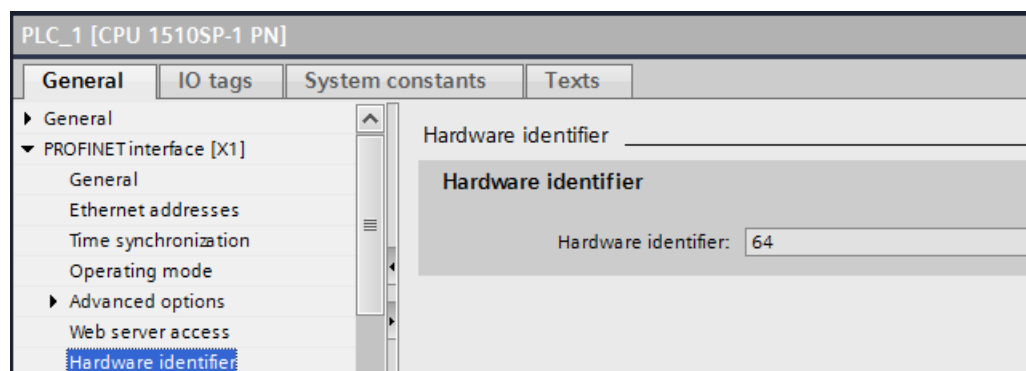 PLC_1 [CPU 1510SP-1 PN]
General IO tags System constants Texts
General
PROFINET interface [X1]
General
Ethernet addresses
Time synchronization
Operating mode
Advanced options
Web server access
Hardware identifier
Hardware identifier
Hardware identifier
Hardware identifier: 64